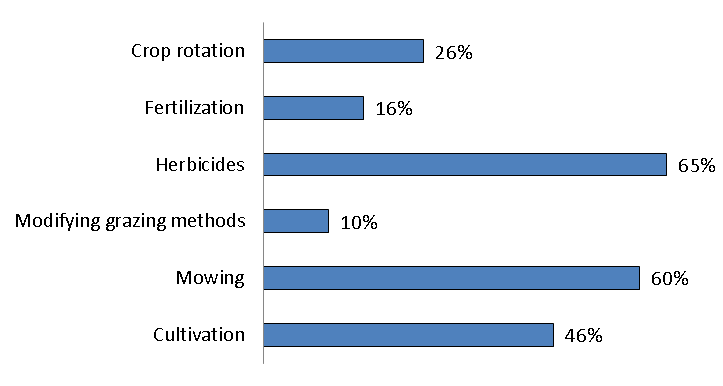 Crop rotation 26%
Fertilization 16%
Herbicides 65%
Modifying grazing methods 10%
Mowing 60%
Cultivation 46%